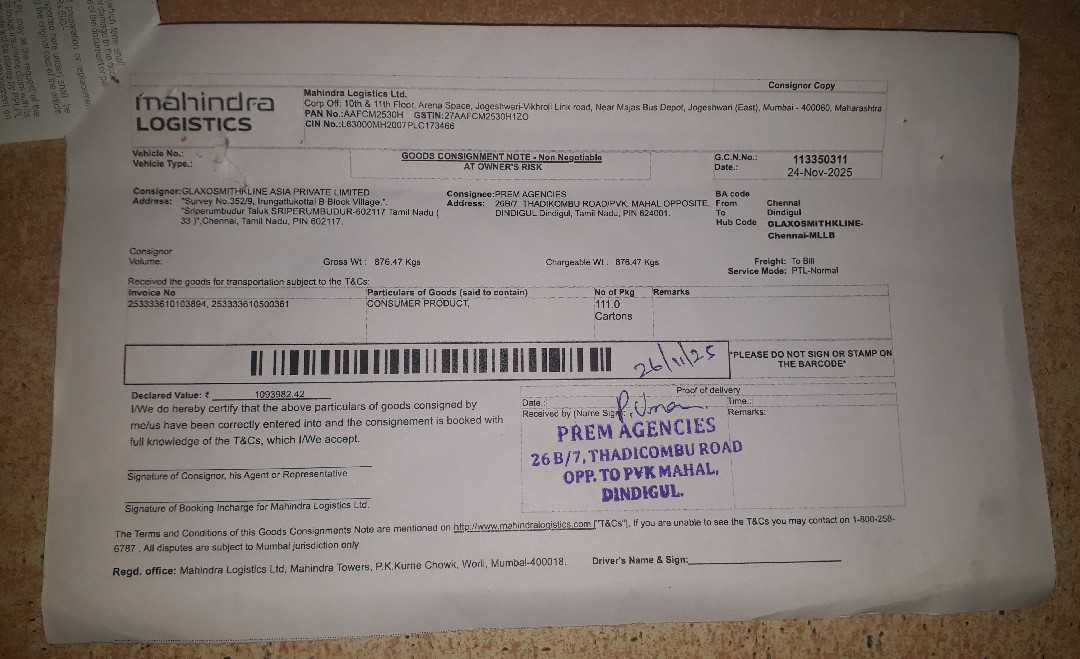 Consignor Copy
mahindra
LOGISTICS
Mahindra Logistics Ltd.
Corp Off: 10th & 11th Floor, Arena Space, Jogeshwari-Vikhroli Link road, Near Majas Bus Depot, Jogeshwari (East), Mumbai - 400060, Maharashtra
PAN No.:AAFCM2530H GSTIN:27AAFCM2530H1ZO
CIN No.:L63000MH2007PLC173466
Vehicle No.:
Vehicle Type.:
GOODS CONSIGNMENT NOTE - Non Negotiable
AT OWNER'S RISK
G.C.N.No.: 113350311
Date.: 24-Nov-2025
Consignor:GLAXOSMITHKLINE ASIA PRIVATE LIMITED
Address: "Survey No.352/9, Irungattukottai B Block Village,",
"Sriperumbudur Taluk SRIPERUMBUDUR-602117 Tamil Nadu (
33 )",Chennai, Tamil Nadu, PIN 602117.
Consignee:PREM AGENCIES
Address: 26B/7, THADIKOMBU ROAD/PVK, MAHAL OPPOSITE,
DINDIGUL Dindigul, Tamil Nadu, PIN 624001.
BA code
From Chennai
To Dindigul
Hub Code GLAXOSMITHKLINE-
Chennai-MLLB
Consignor
Volume:
Gross Wt : 876.47 Kgs
Chargeable Wt : 876.47 Kgs
Freight: To Bill
Service Mode: PTL-Normal
Received the goods for transportation subject to the T&Cs:
Invoice No Particulars of Goods (said to contain) No of Pkg Remarks
253333610103894, 253333610500361 CONSUMER PRODUCT, 111.0
Cartons
26/11/25
"PLEASE DO NOT SIGN OR STAMP ON
THE BARCODE"
Declared Value: ₹ 1093982.42
I/We do hereby certify that the above particulars of goods consigned by
me/us have been correctly entered into and the consignement is booked with
full knowledge of the T&Cs, which I/We accept.
Signature of Consignor, his Agent or Representative
Signature of Booking Incharge for Mahindra Logistics Ltd.
Proof of delivery
Date.: Time.:
Received by (Name Sign) Remarks:
PREM AGENCIES
26 B/7, THADICOMBU ROAD
OPP. TO PVK MAHAL,
DINDIGUL.
The Terms and Conditions of this Goods Consignments Note are mentioned on http://www.mahindralogistics.com ["T&Cs"]. If you are unable to see the T&Cs you may contact on 1-800-258-
6787 . All disputes are subject to Mumbai jurisdiction only
Regd. office: Mahindra Logistics Ltd, Mahindra Towers, P.K.Kurne Chowk, Worli, Mumbai-400018. Driver's Name & Sign: